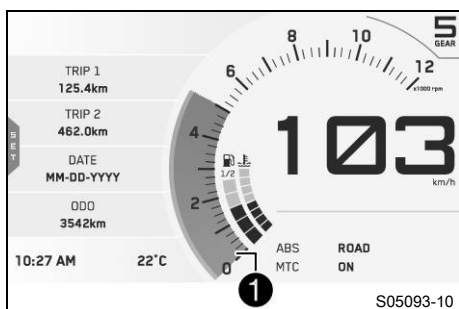 5
GEAR
TRIP 1
125.4km
TRIP 2
462.0km
DATE
MM-DD-YYYY
ODO
3542km
SET
10:27 AM 22°C
0
2
4
6
8
10
12
x1000 rpm
1/2
103
km/h
ABS ROAD
MTC ON
1
S05093-10